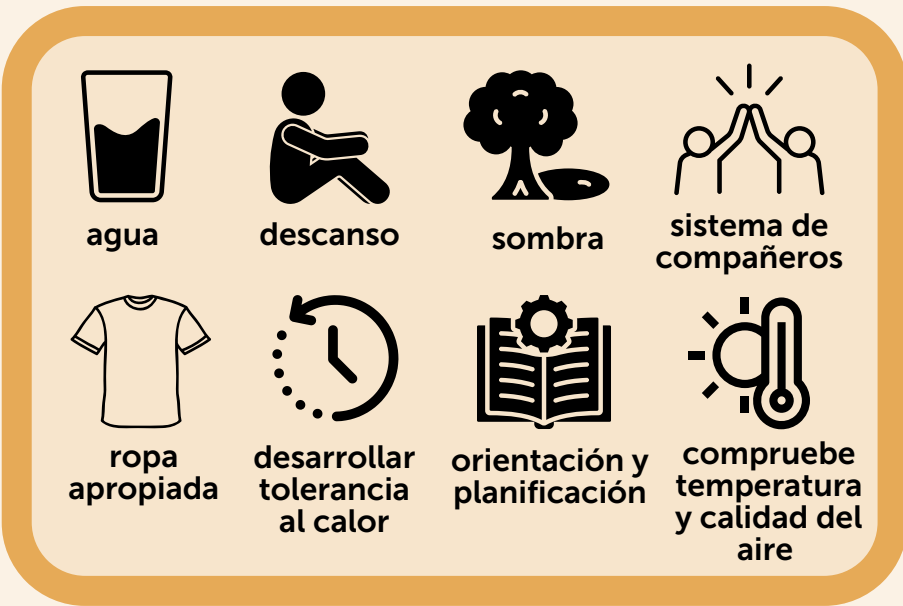 agua
descanso
sombra
sistema de
compañeros
ropa
apropiada
desarrollar
tolerancia
al calor
orientación y
planificación
compruebe
temperatura
y calidad del
aire